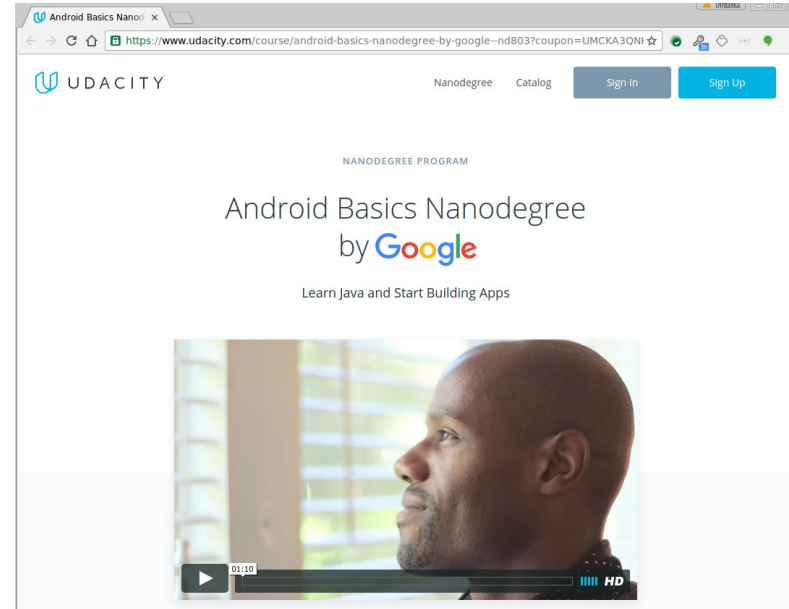 Android Basics Nanod ×
https://www.udacity.com/course/android-basics-nanodegree-by-google--nd803?coupon=UMCKA3QNH
UDACITY
Nanodegree Catalog Sign In Sign Up
NANODEGREE PROGRAM
Android Basics Nanodegree
by Google
Learn Java and Start Building Apps
01:10
HD